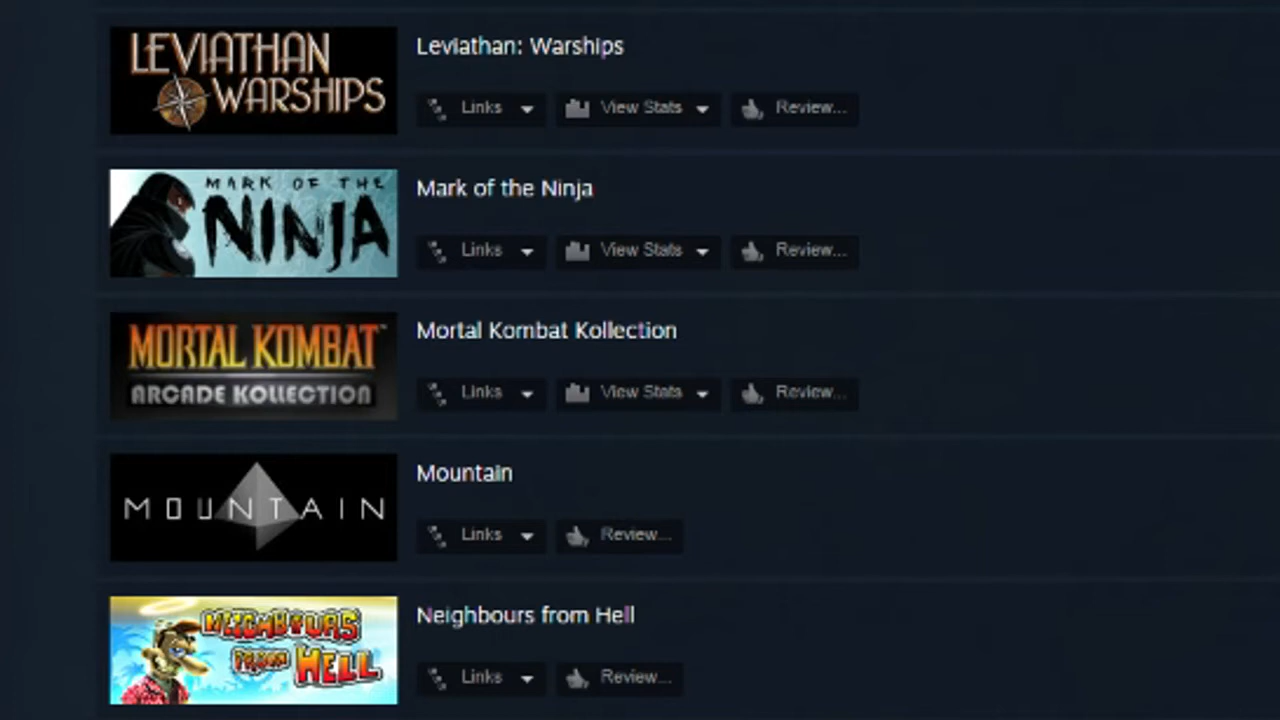 LEVIATHAN
WARSHIPS
Leviathan: Warships
Links View Stats Review...
MARK OF THE
NINJA
Mark of the Ninja
Links View Stats Review...
MORTAL KOMBAT™
ARCADE KOLLECTION
Mortal Kombat Kollection
Links View Stats Review...
MOUNTAIN
Mountain
Links Review...
NEIGHBOURS
FROM HELL
Neighbours from Hell
Links Review...